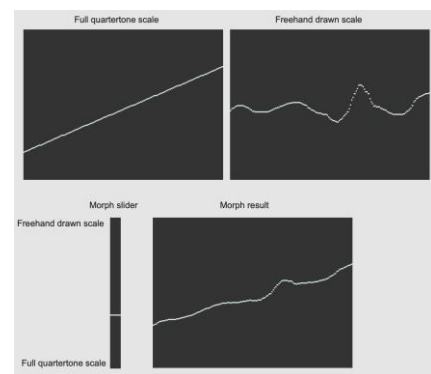 Full quartertone scale
Freehand drawn scale
Morph slider
Morph result
Freehand drawn scale
Full quartertone scale